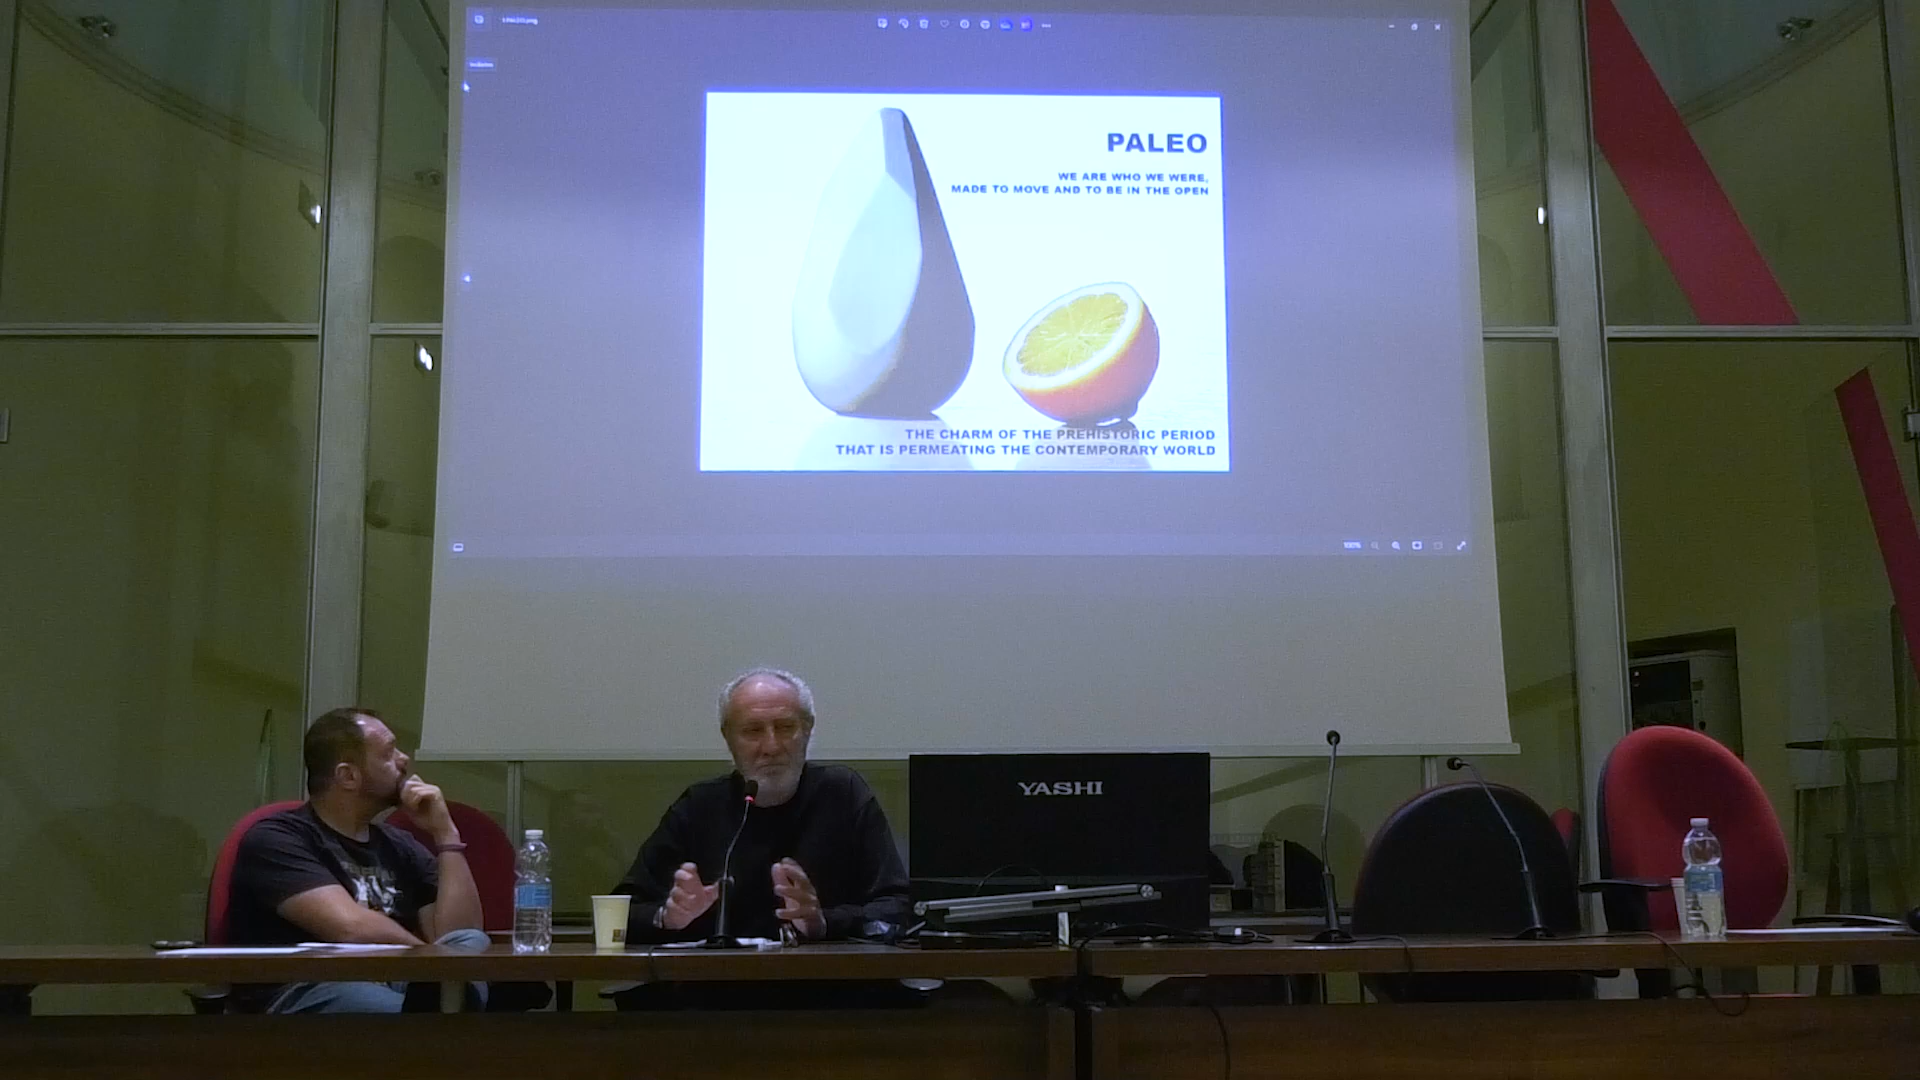 PALEO
WE ARE WHO WE WERE,
MADE TO MOVE AND TO BE IN THE OPEN
THE CHARM OF THE PREHISTORIC PERIOD
THAT IS PERMEATING THE CONTEMPORARY WORLD
100%
YASHI